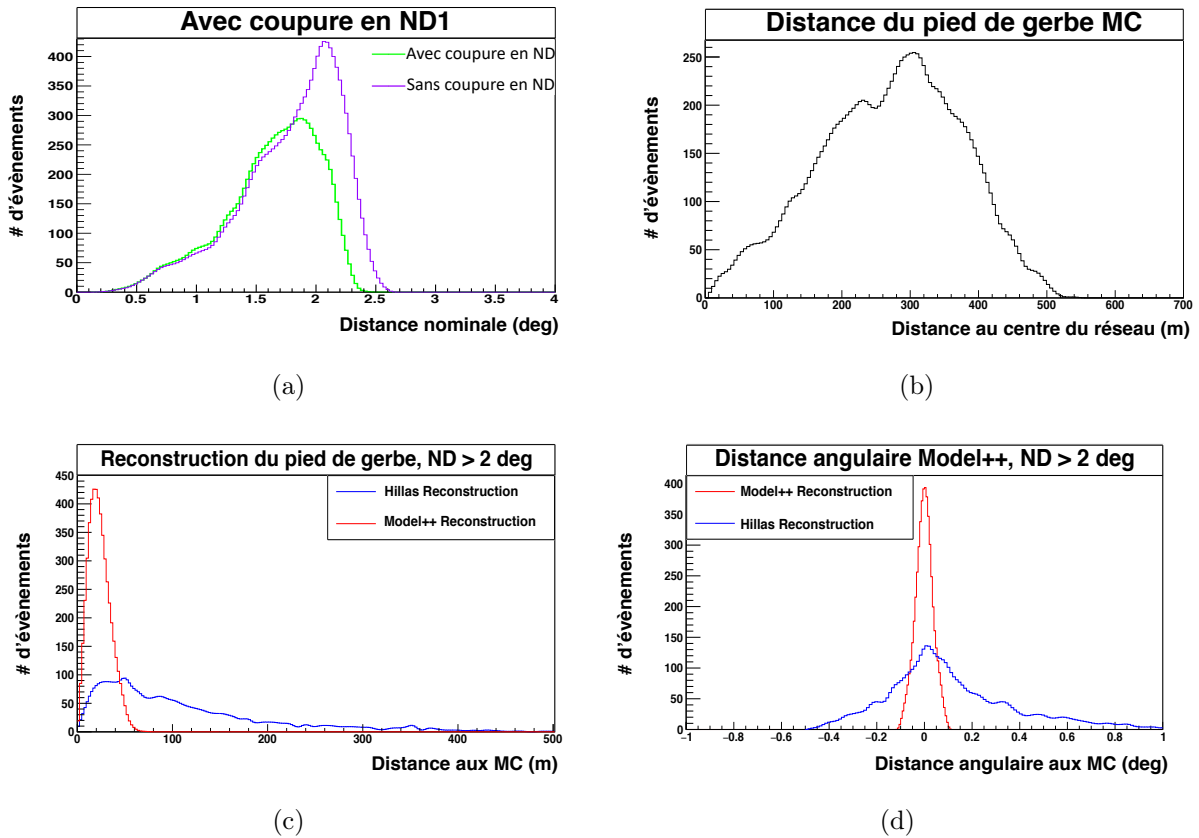 Avec coupure en ND1
# d'évènements
400
350
300
250
200
150
100
50
0
Avec coupure en ND
Sans coupure en ND
0 0.5 1 1.5 2 2.5 3 3.5 4
Distance nominale (deg)
(a)
Distance du pied de gerbe MC
# d'évènements
250
200
150
100
50
0
0 100 200 300 400 500 600 700
Distance au centre du réseau (m)
(b)
Reconstruction du pied de gerbe, ND > 2 deg
# d'évènements
450
400
350
300
250
200
150
100
50
0
Hillas Reconstruction
Model++ Reconstruction
0 100 200 300 400 500
Distance aux MC (m)
(c)
Distance angulaire Model++, ND > 2 deg
# d'évènements
400
350
300
250
200
150
100
50
0
Model++ Reconstruction
Hillas Reconstruction
−1 −0.8 −0.6 −0.4 −0.2 0 0.2 0.4 0.6 0.8 1
Distance angulaire aux MC (deg)
(d)